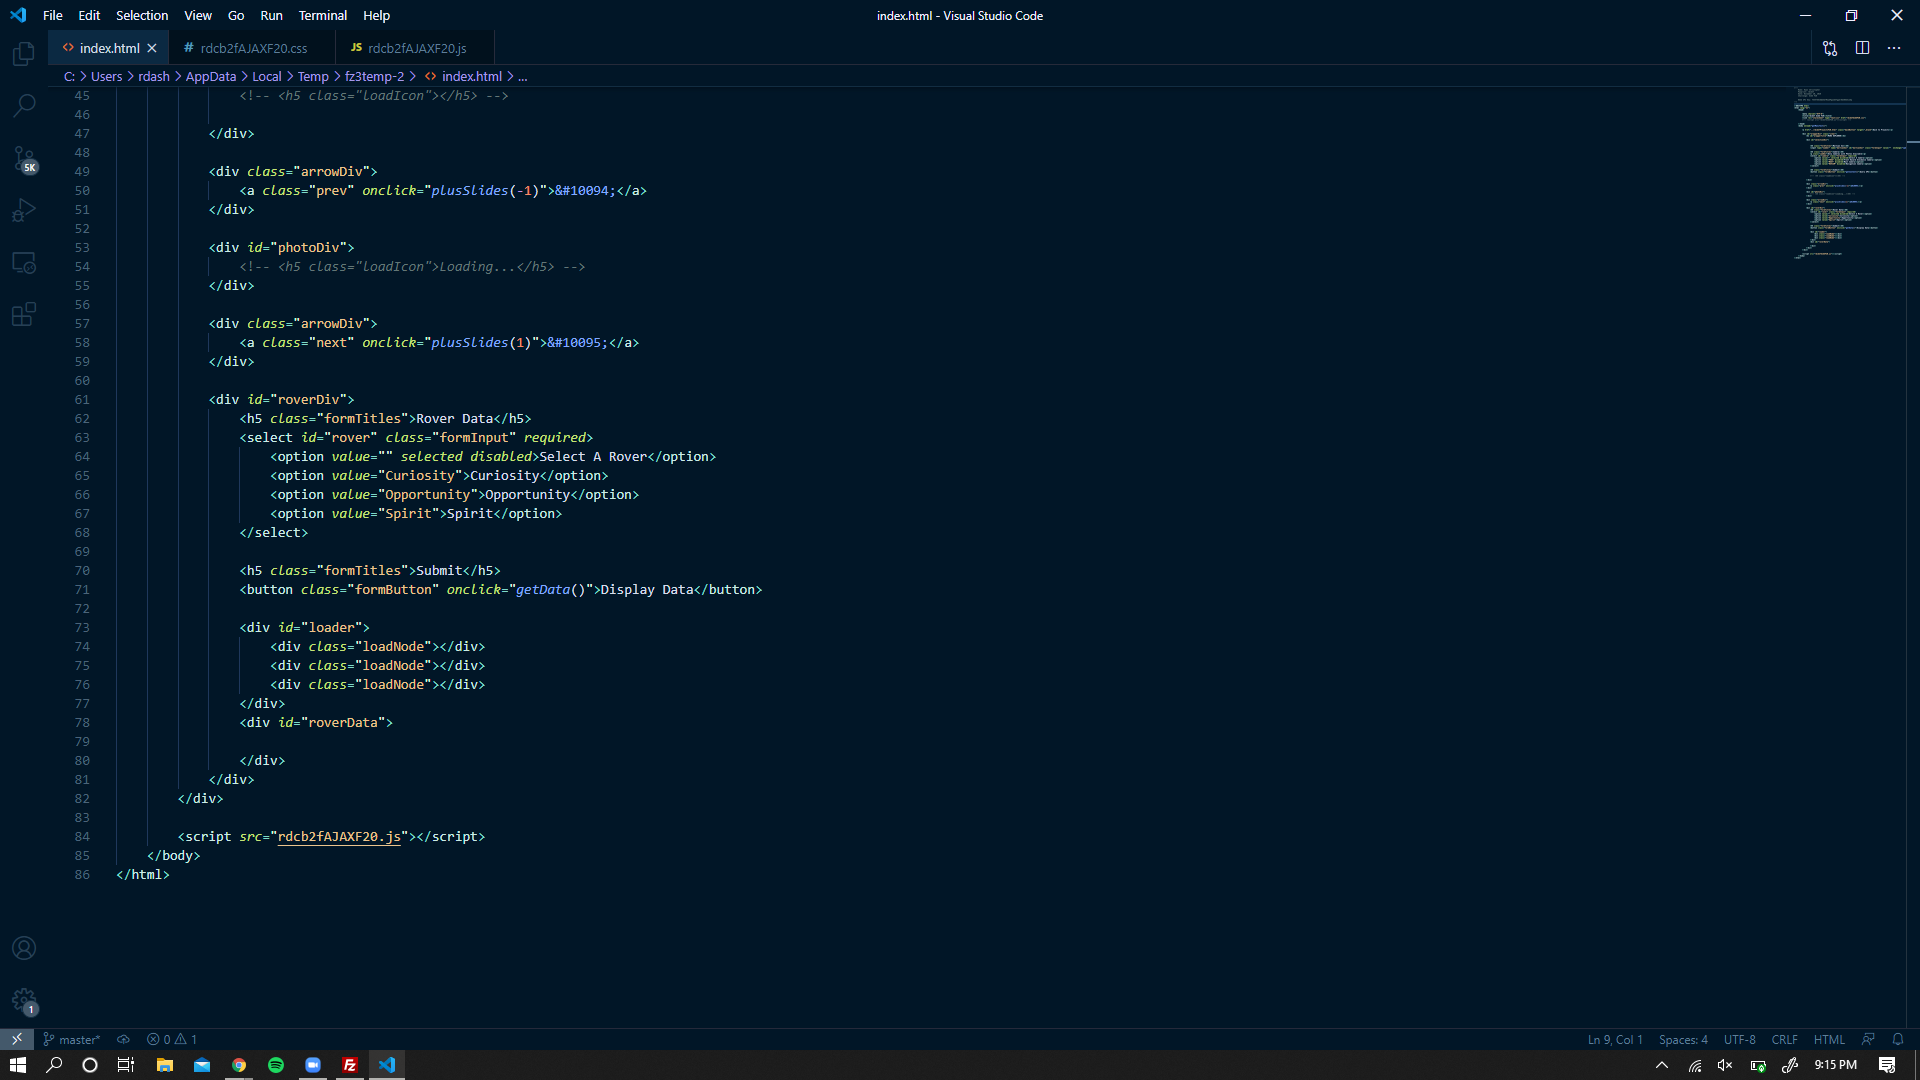 File Edit Selection View Go Run Terminal Help
index.html - Visual Studio Code
<> index.html
# rdcb2fAJAXF20.css
JS rdcb2fAJAXF20.js
C: > Users > rdash > AppData > Local > Temp > fz3temp-2 > <> index.html > ...
5K
45 <!-- <h5 class="loadIcon"></h5> -->
46
47 </div>
48
49 <div class="arrowDiv">
50 <a class="prev" onclick="plusSlides(-1)">&#10094;</a>
51 </div>
52
53 <div id="photoDiv">
54 <!-- <h5 class="loadIcon">Loading...</h5> -->
55 </div>
56
57 <div class="arrowDiv">
58 <a class="next" onclick="plusSlides(1)">&#10095;</a>
59 </div>
60
61 <div id="roverDiv">
62 <h5 class="formTitles">Rover Data</h5>
63 <select id="rover" class="formInput" required>
64 <option value="" selected disabled>Select A Rover</option>
65 <option value="Curiosity">Curiosity</option>
66 <option value="Opportunity">Opportunity</option>
67 <option value="Spirit">Spirit</option>
68 </select>
69
70 <h5 class="formTitles">Submit</h5>
71 <button class="formButton" onclick="getData()">Display Data</button>
72
73 <div id="loader">
74 <div class="loadNode"></div>
75 <div class="loadNode"></div>
76 <div class="loadNode"></div>
77 </div>
78 <div id="roverData">
79
80 </div>
81 </div>
82 </div>
83
84 <script src="rdcb2fAJAXF20.js"></script>
85 </body>
86 </html>
1
master* 0 1
Ln 9, Col 1 Spaces: 4 UTF-8 CRLF HTML
9:15 PM